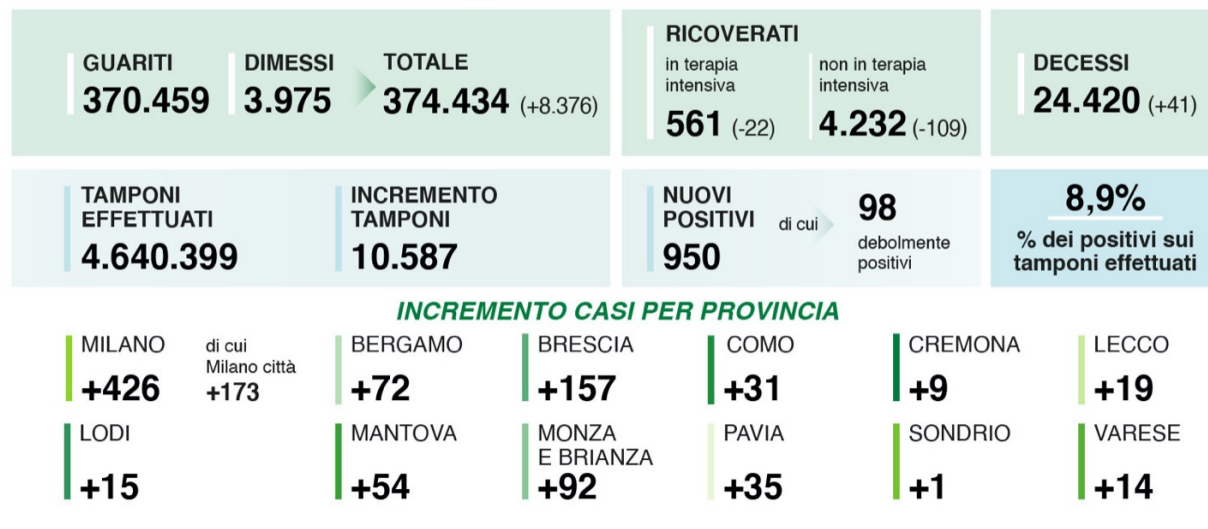 GUARITI
370.459
DIMESSI
3.975
TOTALE
374.434 (+8.376)
RICOVERATI
in terapia
intensiva
561 (-22)
non in terapia
intensiva
4.232 (-109)
DECESSI
24.420 (+41)
TAMPONI
EFFETTUATI
4.640.399
INCREMENTO
TAMPONI
10.587
NUOVI
POSITIVI
950
di cui
98
debolmente
positivi
8,9%
% dei positivi sui
tamponi effettuati
INCREMENTO CASI PER PROVINCIA
MILANO
+426
di cui
Milano città
+173
BERGAMO
+72
BRESCIA
+157
COMO
+31
CREMONA
+9
LECCO
+19
LODI
+15
MANTOVA
+54
MONZA
E BRIANZA
+92
PAVIA
+35
SONDRIO
+1
VARESE
+14